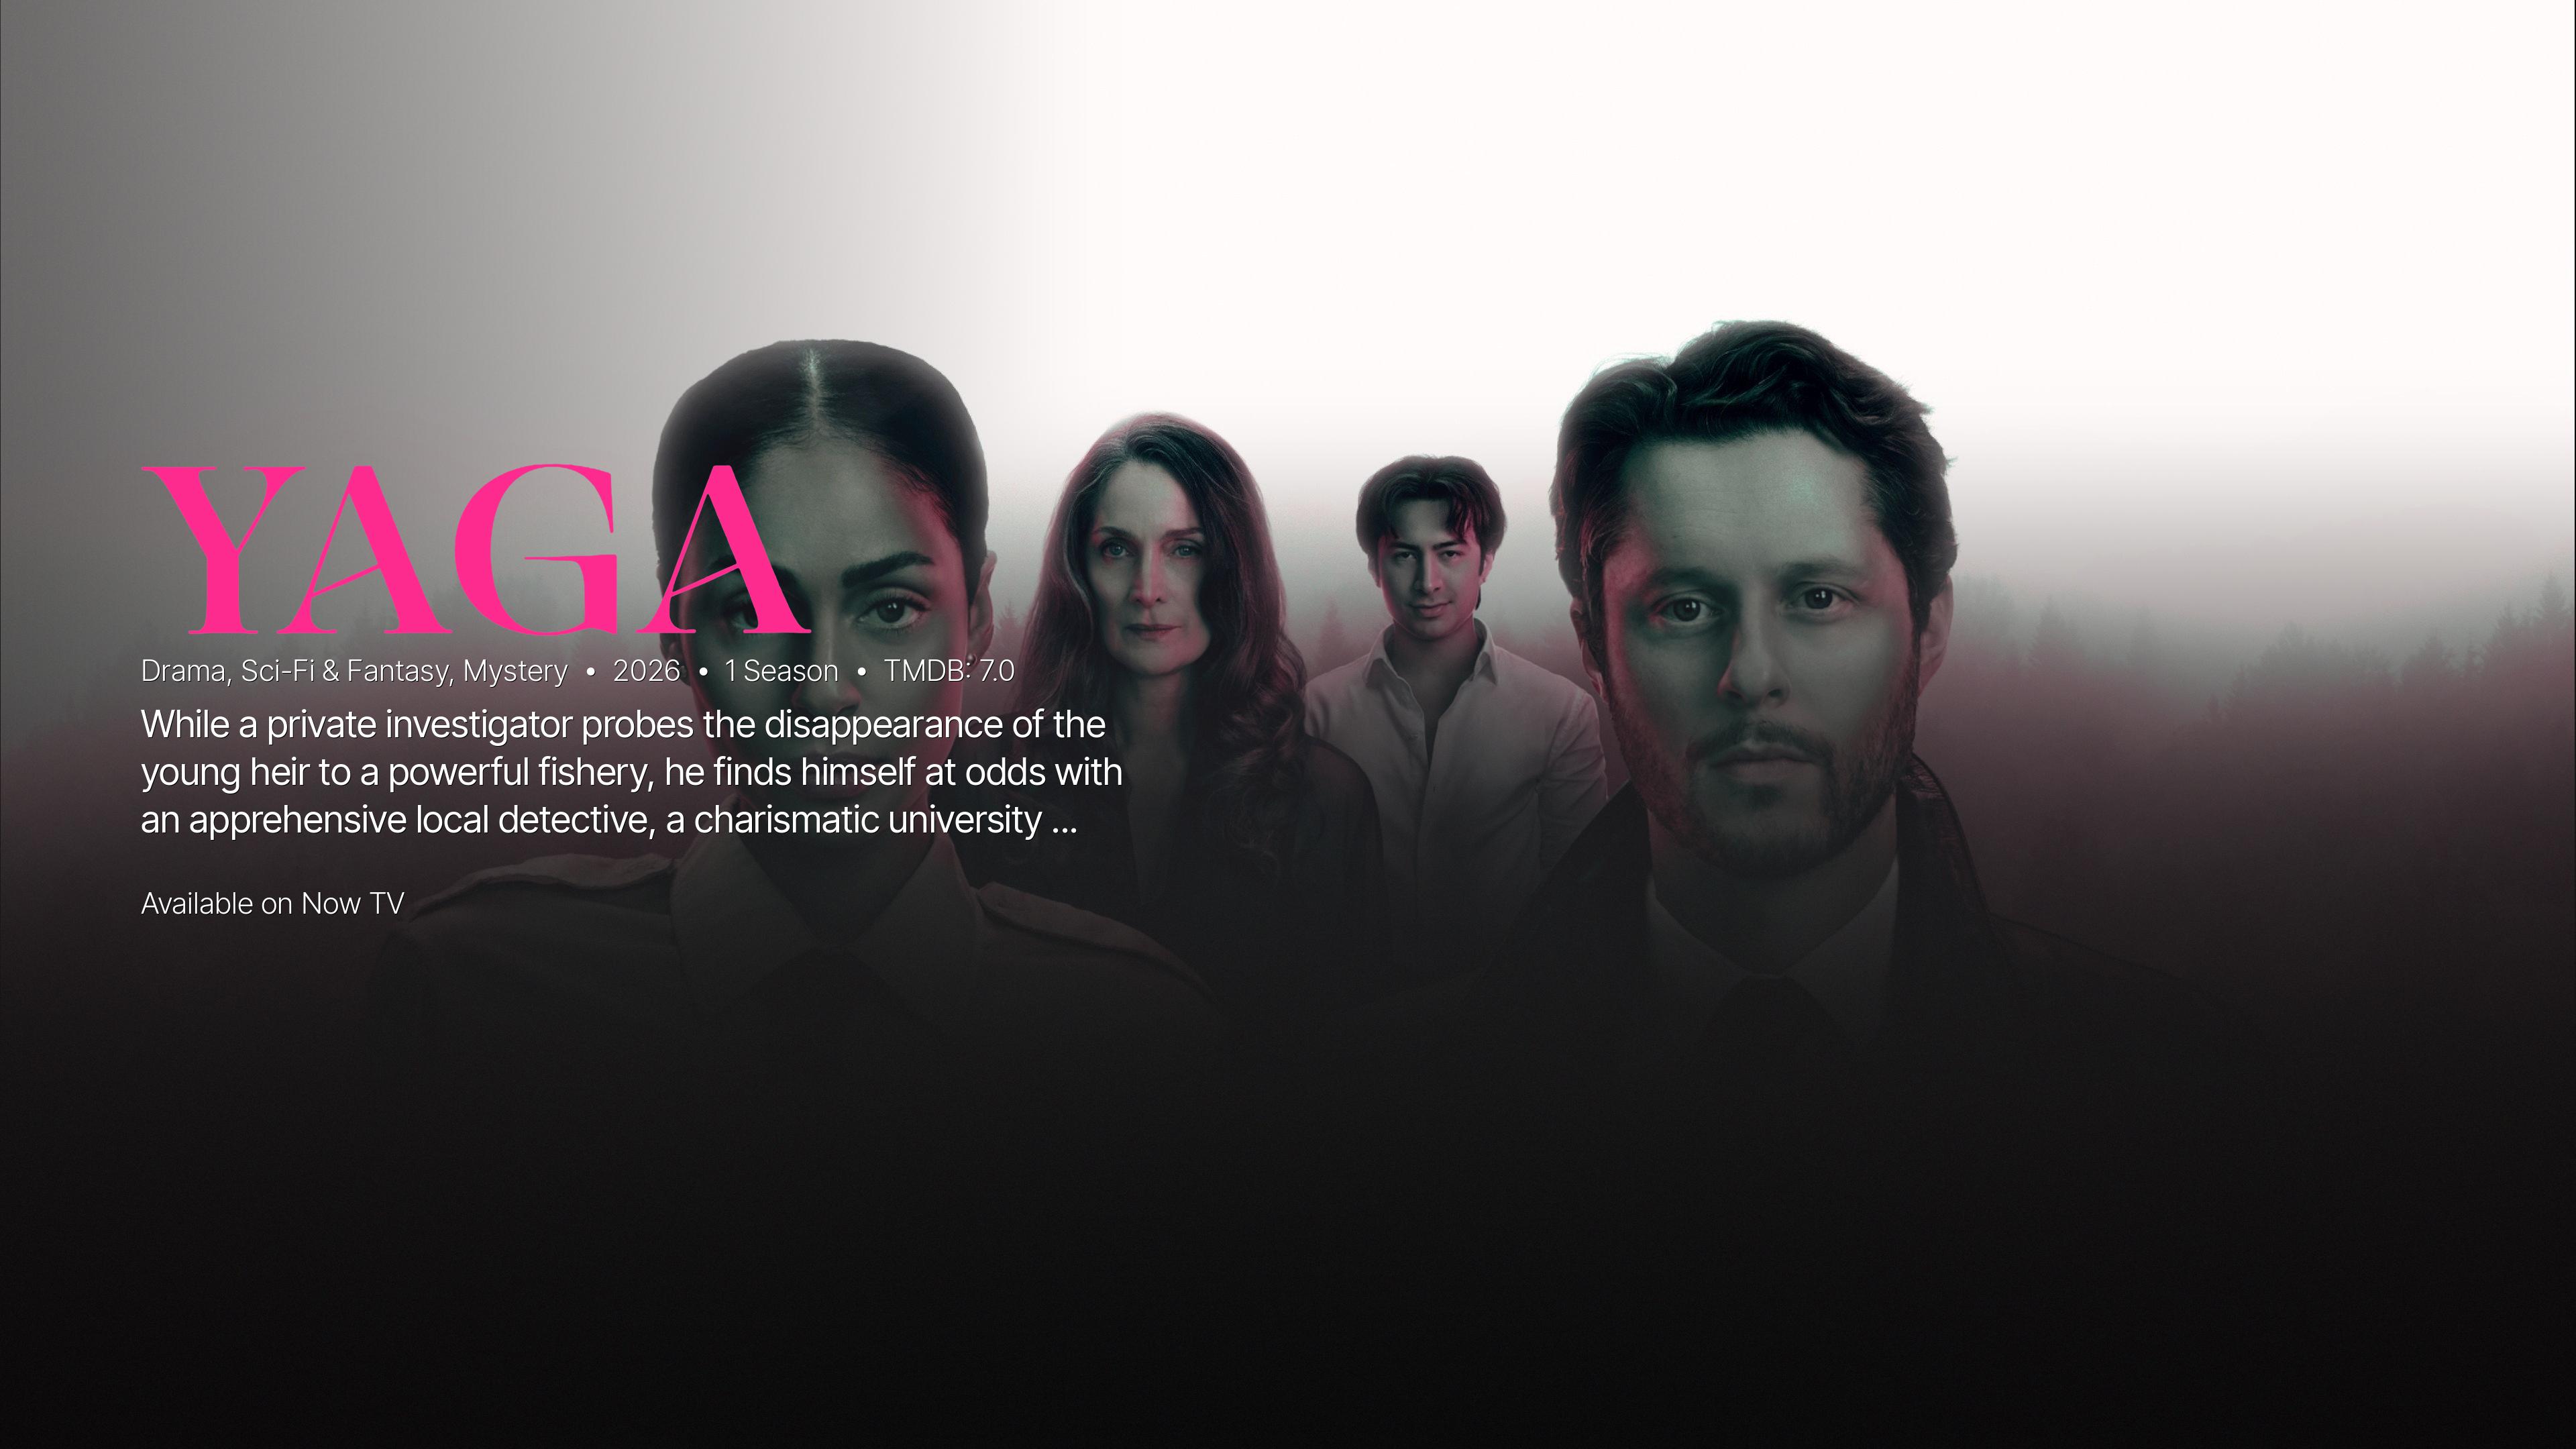 YAGA
Drama, Sci-Fi & Fantasy, Mystery • 2026 • 1 Season • TMDB: 7.0
While a private investigator probes the disappearance of the
young heir to a powerful fishery, he finds himself at odds with
an apprehensive local detective, a charismatic university ...
Available on Now TV